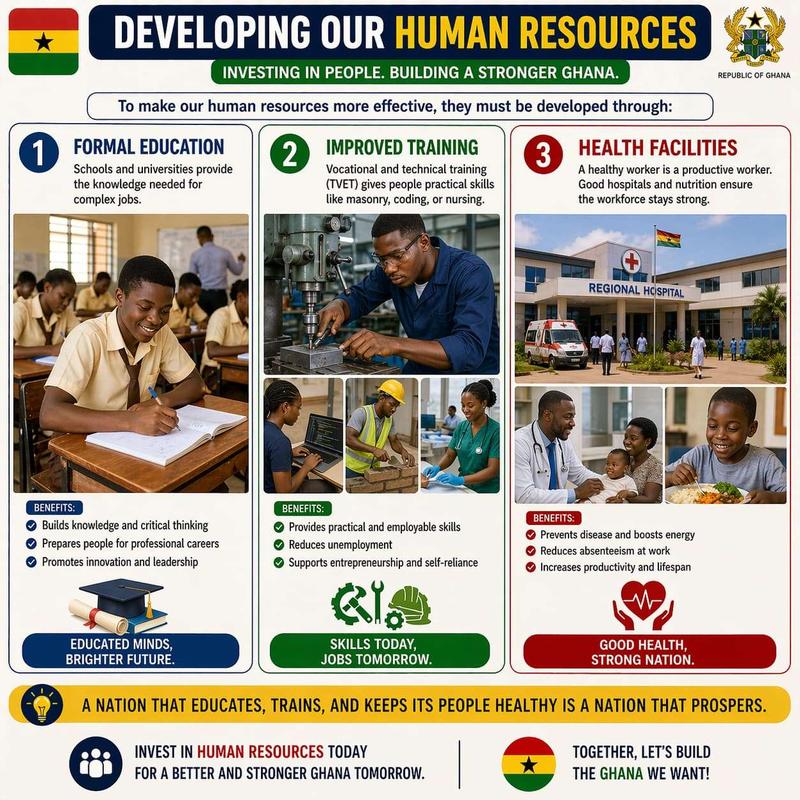 DEVELOPING OUR HUMAN RESOURCES
INVESTING IN PEOPLE. BUILDING A STRONGER GHANA.
REPUBLIC OF GHANA
To make our human resources more effective, they must be developed through:
1
FORMAL EDUCATION
Schools and universities provide
the knowledge needed for
complex jobs.
BENEFITS:
Builds knowledge and critical thinking
Prepares people for professional careers
Promotes innovation and leadership
EDUCATED MINDS,
BRIGHTER FUTURE.
2
IMPROVED TRAINING
Vocational and technical training
(TVET) gives people practical skills
like masonry, coding, or nursing.
BENEFITS:
Provides practical and employable skills
Reduces unemployment
Supports entrepreneurship and self-reliance
SKILLS TODAY,
JOBS TOMORROW.
3
HEALTH FACILITIES
A healthy worker is a productive worker.
Good hospitals and nutrition ensure
the workforce stays strong.
REGIONAL HOSPITAL
BENEFITS:
Prevents disease and boosts energy
Reduces absenteeism at work
Increases productivity and lifespan
GOOD HEALTH,
STRONG NATION.
A NATION THAT EDUCATES, TRAINS, AND KEEPS ITS PEOPLE HEALTHY IS A NATION THAT PROSPERS.
INVEST IN HUMAN RESOURCES TODAY
FOR A BETTER AND STRONGER GHANA TOMORROW.
TOGETHER, LET'S BUILD
THE GHANA WE WANT!